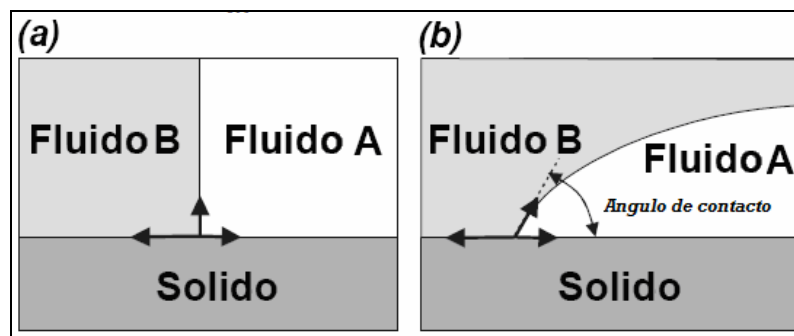 (a)
Fluido B
Fluido A
Solido
(b)
Fluido B
Fluido A
Angulo de contacto
Solido